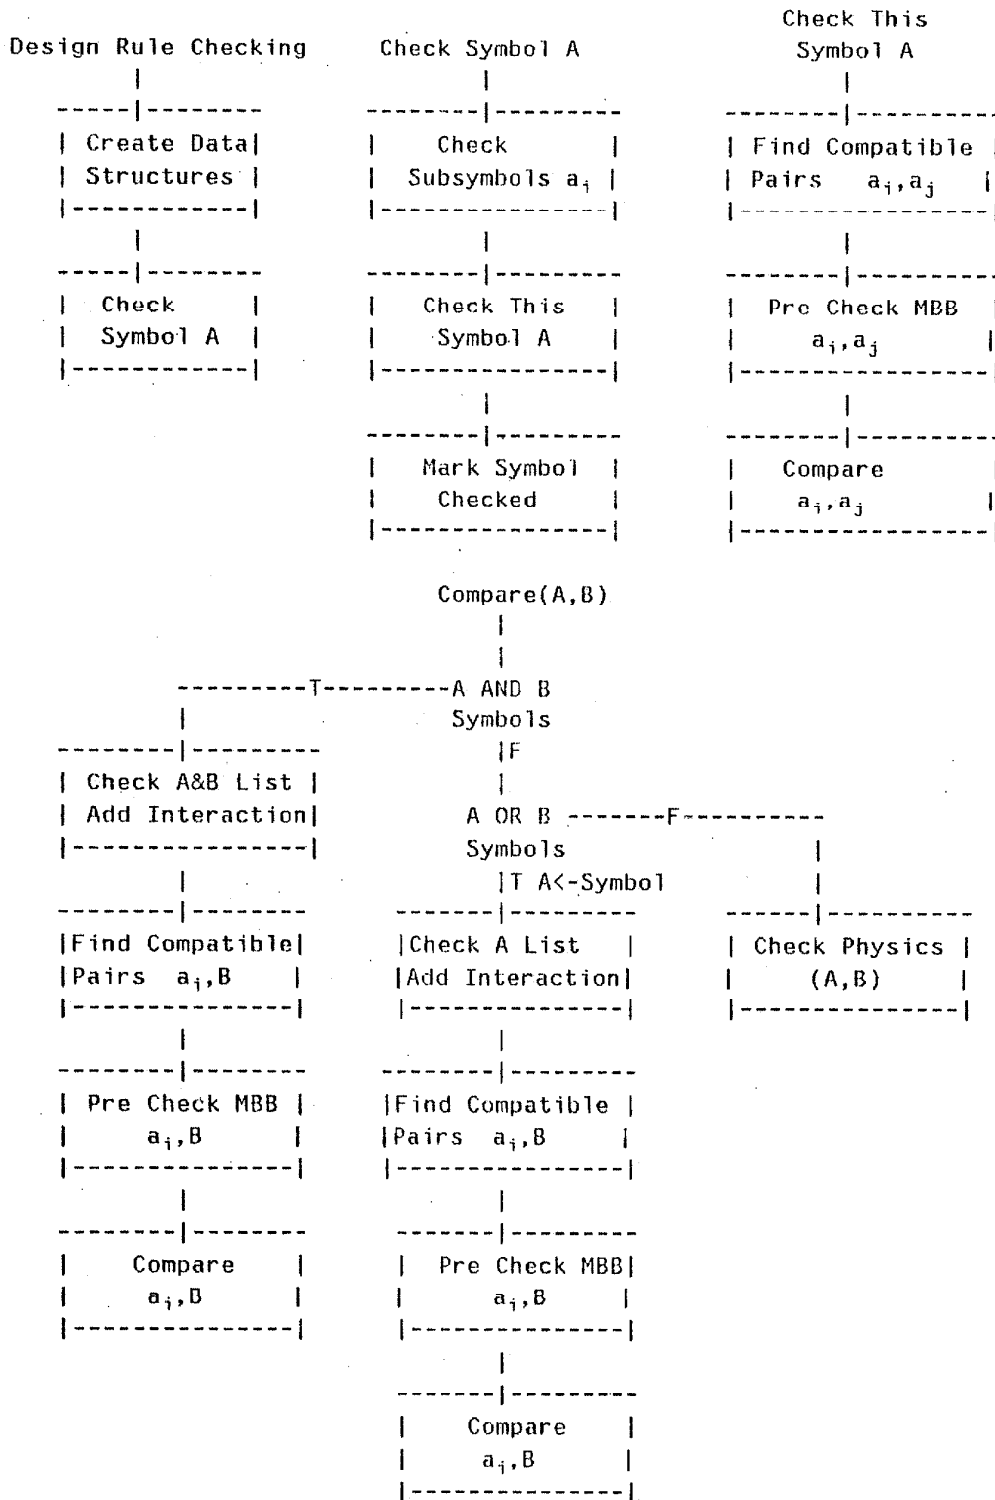 Design Rule Checking
Create Data
Structures
Check
Symbol A
Check Symbol A
Check
Subsymbols aᵢ
Check This
Symbol A
Mark Symbol
Checked
Check This
Symbol A
Find Compatible
Pairs aᵢ,aⱼ
Pre Check MBB
aᵢ,aⱼ
Compare
aᵢ,aⱼ
Compare(A,B)
T
A AND B
Symbols
F
Check A&B List
Add Interaction
A OR B
F
Symbols
T A<-Symbol
Find Compatible
Pairs aᵢ,B
Pre Check MBB
aᵢ,B
Compare
aᵢ,B
Check A List
Add Interaction
Find Compatible
Pairs aᵢ,B
Pre Check MBB
aᵢ,B
Compare
aᵢ,B
Check Physics
(A,B)